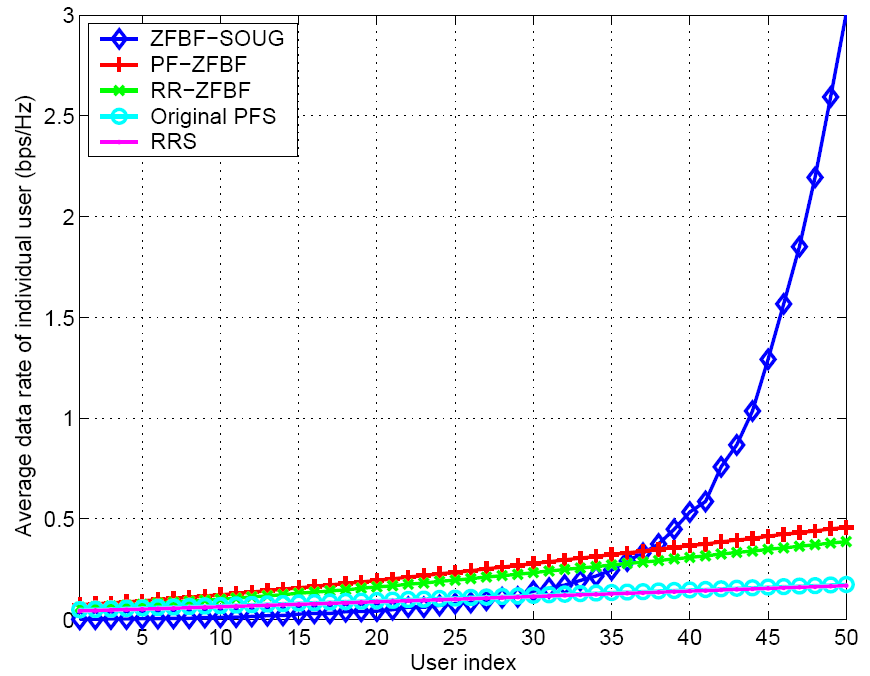 3
2.5
2
1.5
1
0.5
0
ZFBF−SOUG
PF−ZFBF
RR−ZFBF
Original PFS
RRS
Average data rate of individual user (bps/Hz)
5 10 15 20 25 30 35 40 45 50
User index